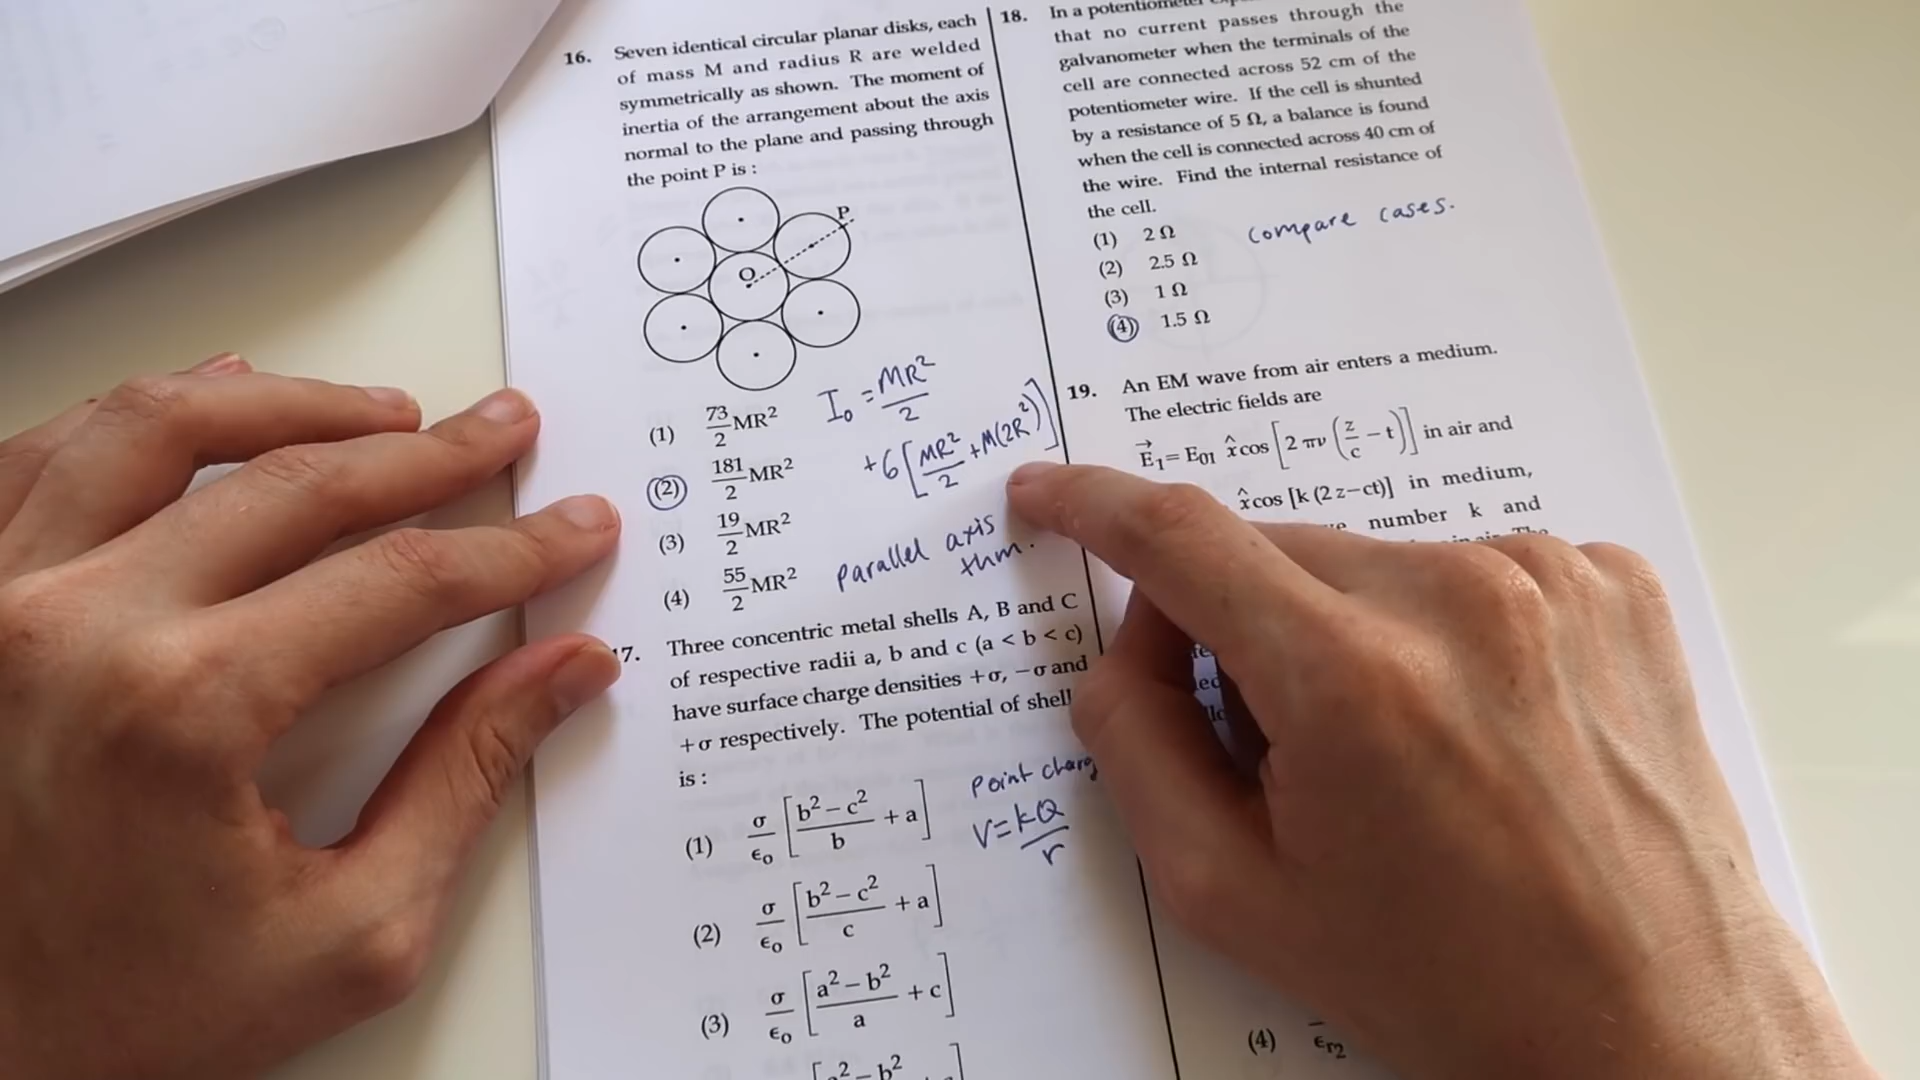 16. Seven identical circular planar disks, each
of mass M and radius R are welded
symmetrically as shown. The moment of
inertia of the arrangement about the axis
normal to the plane and passing through
the point P is :
P
O
(1) 73/2 MR²
(2) 181/2 MR²
(3) 19/2 MR²
(4) 55/2 MR²
I₀ = MR²/2
+6[MR²/2 + M(2R²)]
parallel axis
thm.
17. Three concentric metal shells A, B and C
of respective radii a, b and c (a < b < c)
have surface charge densities +σ, −σ and
+σ respectively. The potential of shell
is :
(1) σ/ϵ₀ [(b² − c²)/b + a]
(2) σ/ϵ₀ [(b² − c²)/c + a]
(3) σ/ϵ₀ [(a² − b²)/a + c]
point
V=kQ/r
18. In a potentiometer
that no current passes through the
galvanometer when the terminals of the
cell are connected across 52 cm of the
potentiometer wire. If the cell is shunted
by a resistance of 5 Ω, a balance is found
when the cell is connected across 40 cm of
the wire. Find the internal resistance of
the cell.
(1) 2 Ω
(2) 2.5 Ω
(3) 1 Ω
(4) 1.5 Ω
compare cases.
19. An EM wave from air enters a medium.
The electric fields are
E⃗₁ = E₀₁ x̂ cos [2 πν (z/c − t)] in air and
x̂ cos [k (2 z−ct)] in medium,
number k and
(4) ϵr₂